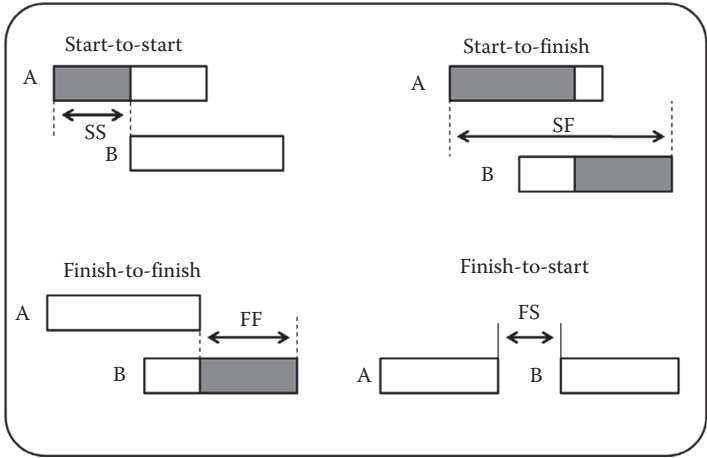 Start-to-start
A
SS
B
Start-to-finish
A
SF
B
Finish-to-finish
A
FF
B
Finish-to-start
FS
A
B